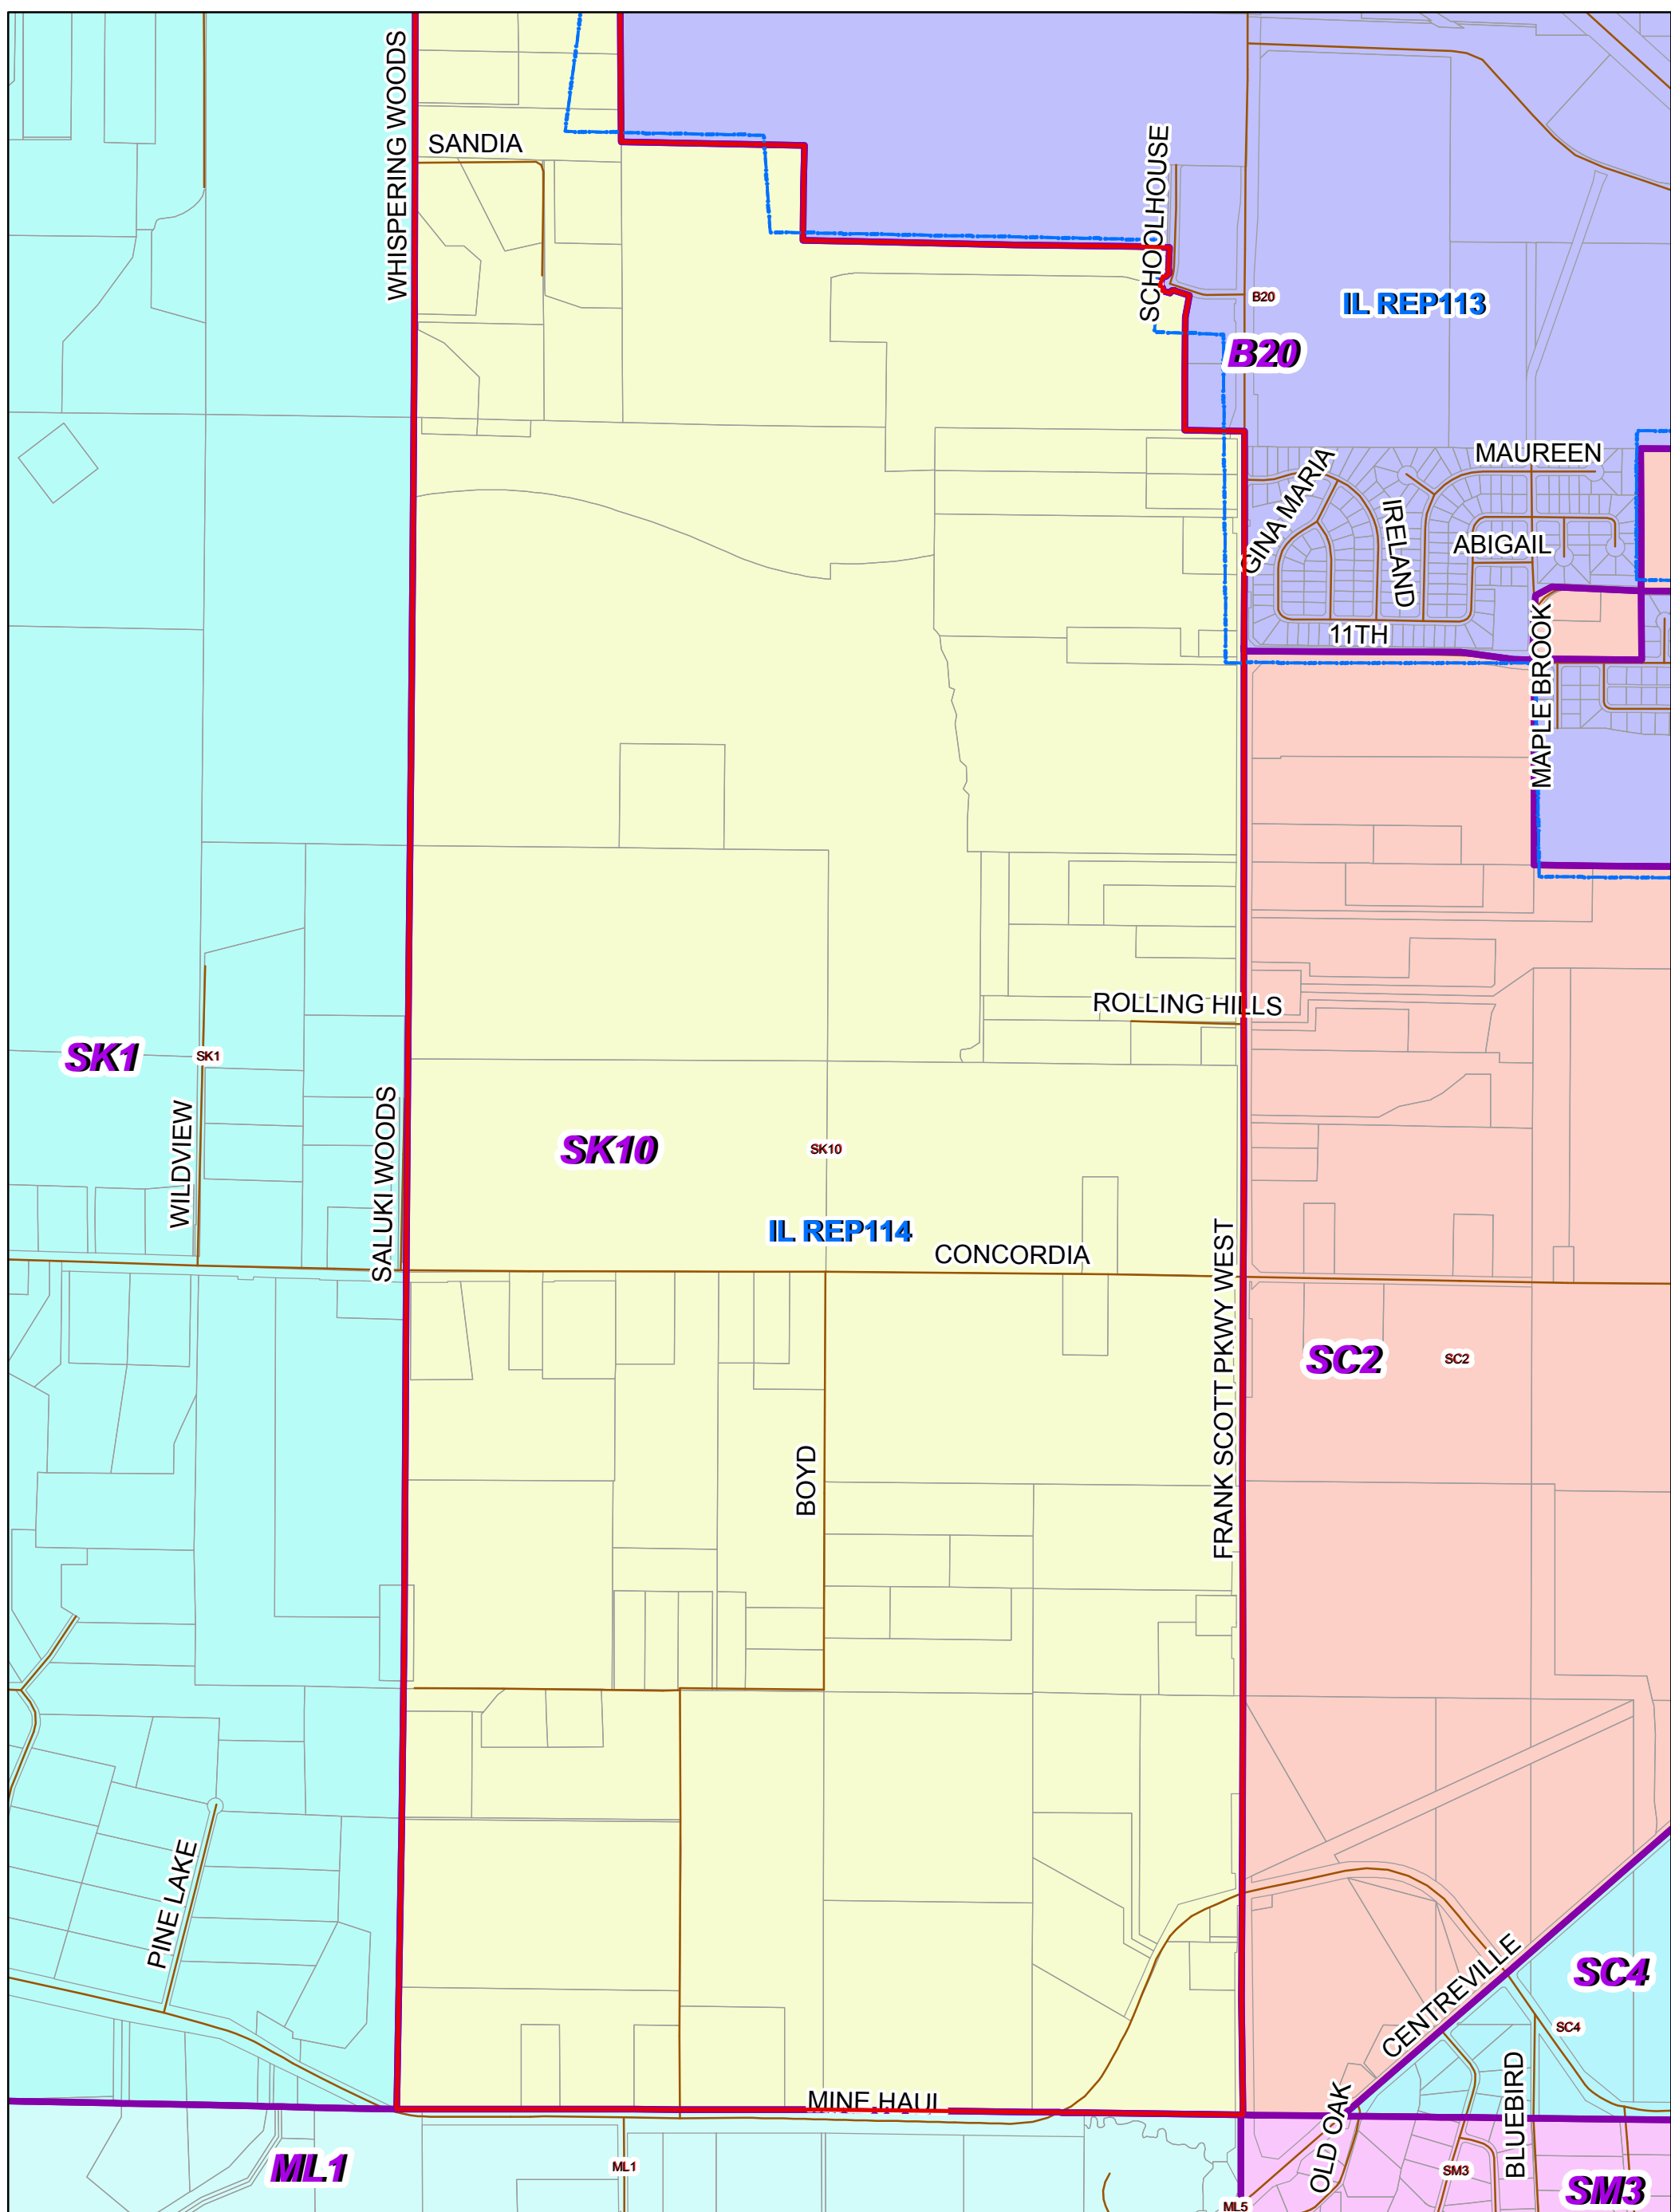 WHISPERING WOODS
SANDIA
SCHOOLHOUSE
B20
IL REP113
B20
MAUREEN
GINA MARIA
IRELAND
ABIGAIL
11TH
MAPLE BROOK
ROLLING HILLS
SK1
SK1
WILDVIEW
SALUKI WOODS
SK10
SK10
IL REP114
CONCORDIA
FRANK SCOTT PKWY WEST
SC2
SC2
BOYD
PINE LAKE
CENTREVILLE
SC4
SC4
MINE HAUL
OLD OAK
BLUEBIRD
ML1
ML1
SM3
SM3
ML5